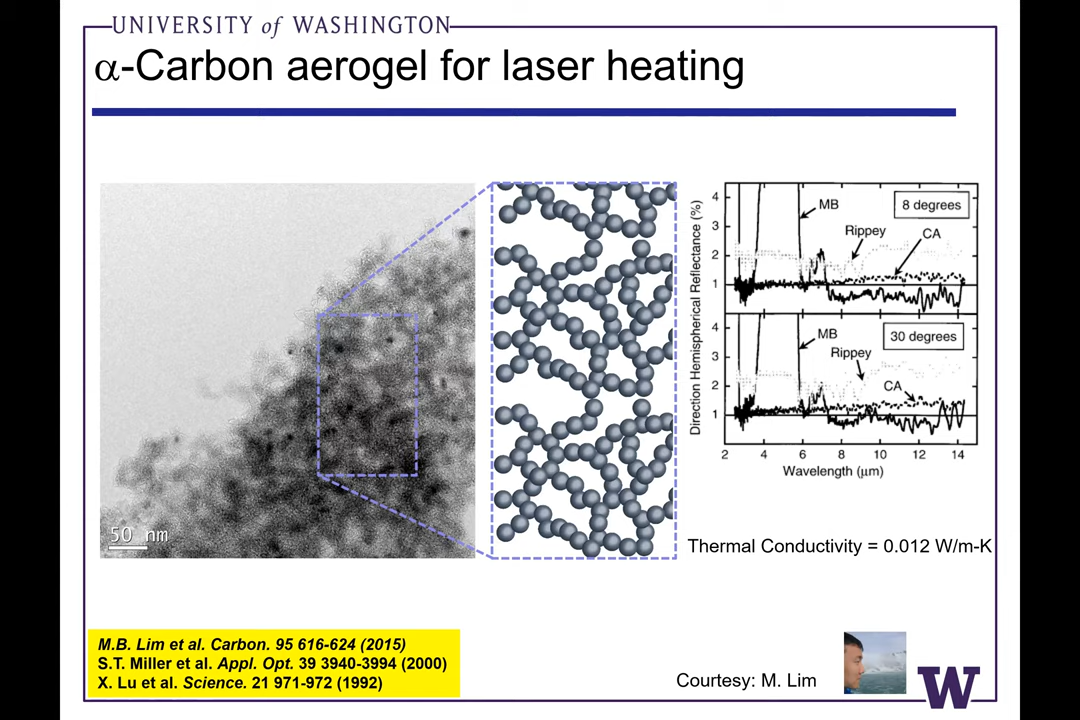 UNIVERSITY of WASHINGTON
α-Carbon aerogel for laser heating
50 nm
Direction Hemispherical Reflectance (%)
4
3
2
1
MB
Rippey
CA
8 degrees
4
3
2
1
MB
Rippey
CA
30 degrees
2 4 6 8 10 12 14
Wavelength (μm)
Thermal Conductivity = 0.012 W/m-K
M.B. Lim et al. Carbon. 95 616-624 (2015)
S.T. Miller et al. Appl. Opt. 39 3940-3994 (2000)
X. Lu et al. Science. 21 971-972 (1992)
Courtesy: M. Lim
W